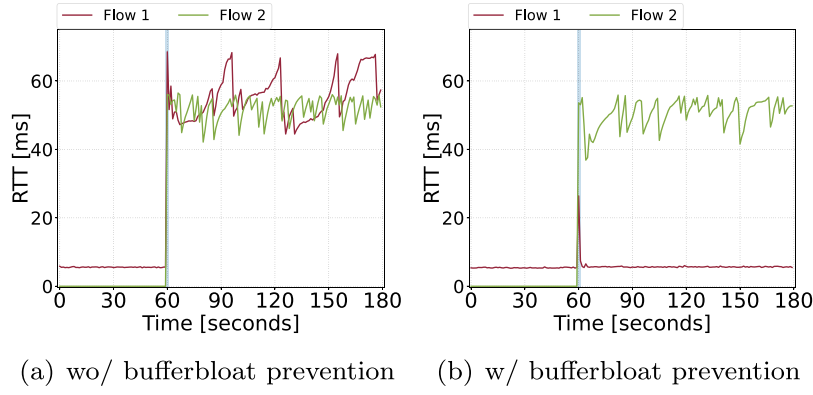 Flow 1 Flow 2
RTT [ms]
60
40
20
0
0 30 60 90 120 150 180
Time [seconds]
(a) wo/ bufferbloat prevention
Flow 1 Flow 2
RTT [ms]
60
40
20
0
0 30 60 90 120 150 180
Time [seconds]
(b) w/ bufferbloat prevention